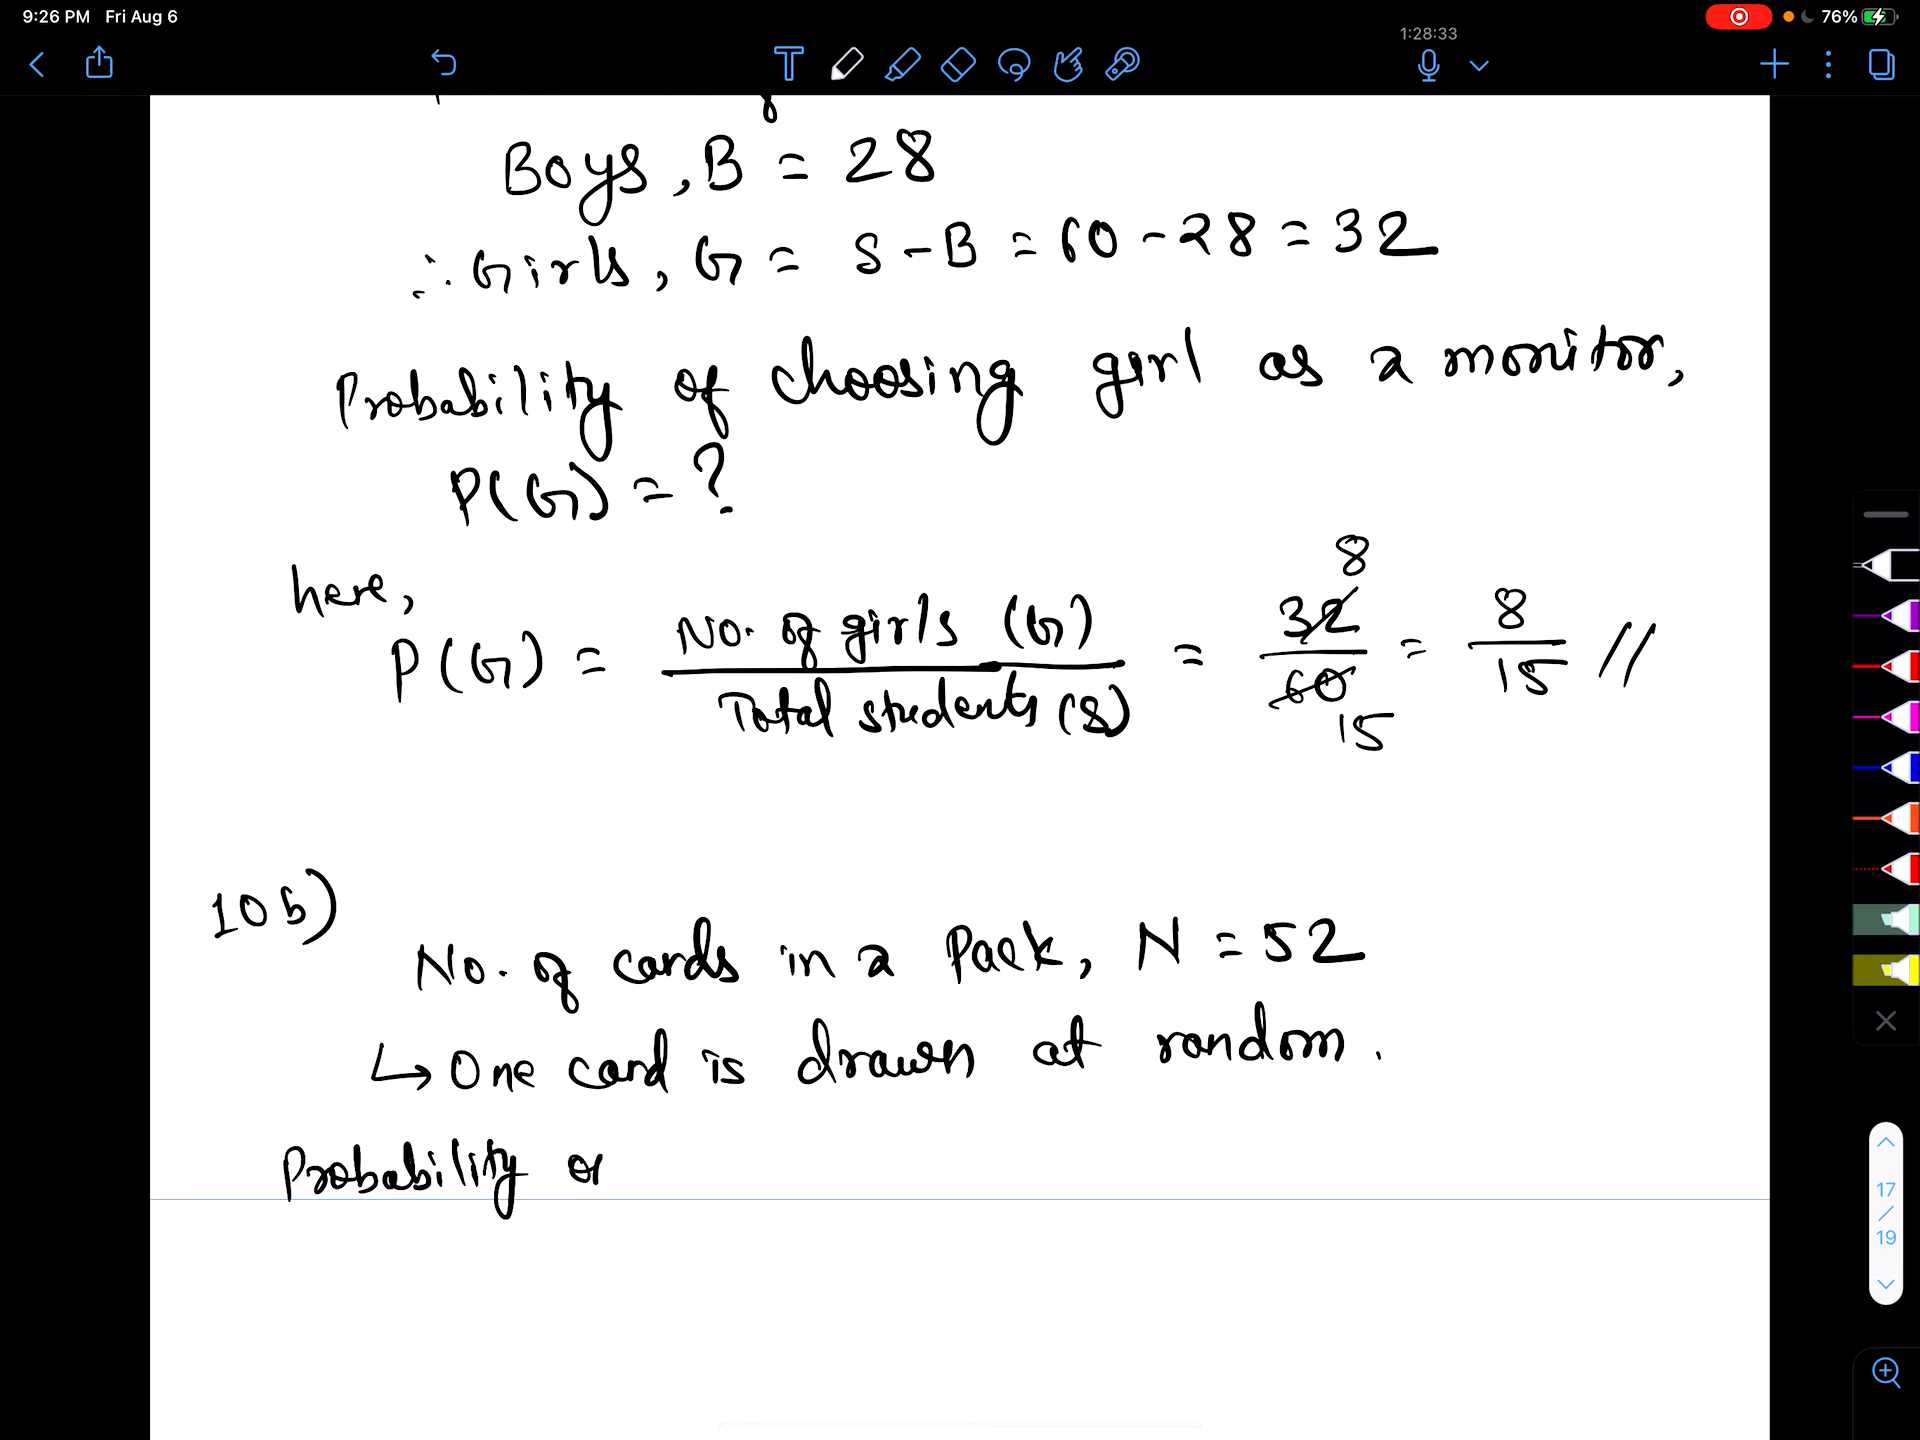 9:26 PM Fri Aug 6
76%
1:28:33
T
Boys, B = 28
∴ Girls, G = S - B = 60 - 28 = 32
Probability of choosing girl as a monitor,
P(G) = ?
here,
P(G) = No. of girls (G) / Total students (S) = 32 / 60 = 8 / 15 //
8
15
10 b)
No. of cards in a Pack, N = 52
↳ One card is drawn at random.
Probability of
17
/
19